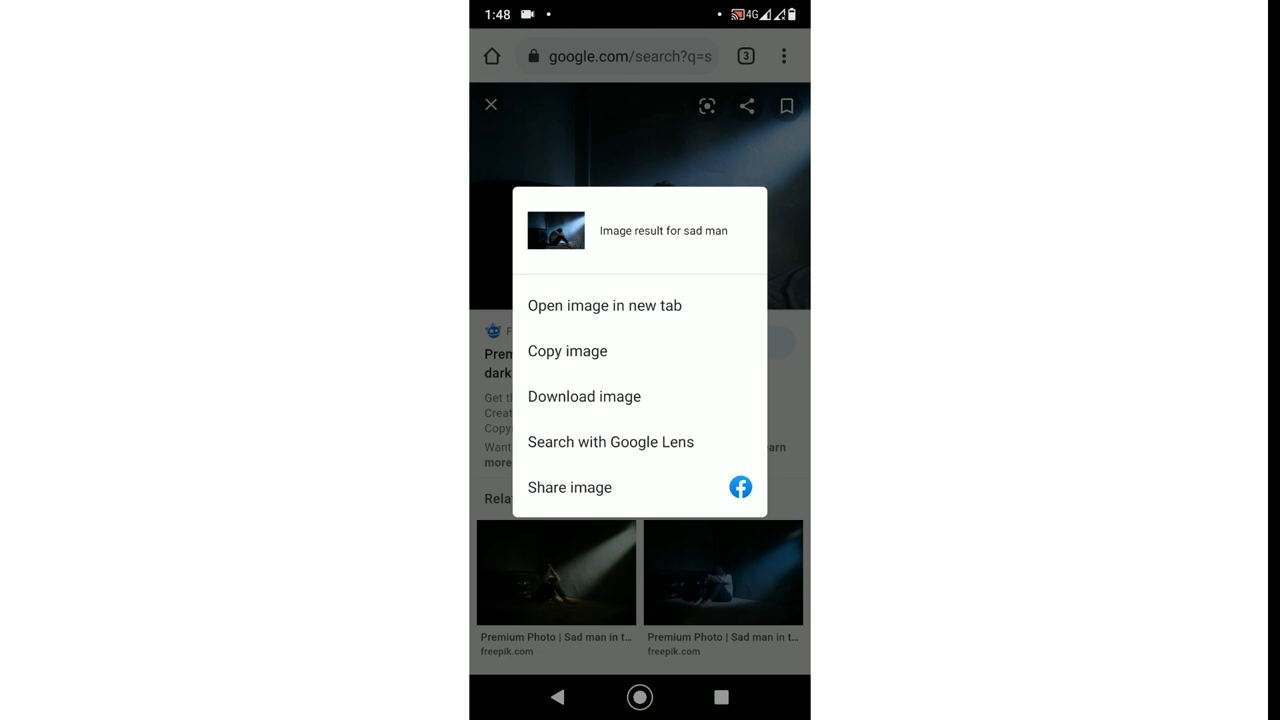 1:48
4G
google.com/search?q=s
3
Image result for sad man
Open image in new tab
Copy image
Download image
Search with Google Lens
Share image
F
Prem
dark
Get t
Creat
Copy
Want
earn
more
Rela
Premium Photo | Sad man in t...
freepik.com
Premium Photo | Sad man in t...
freepik.com